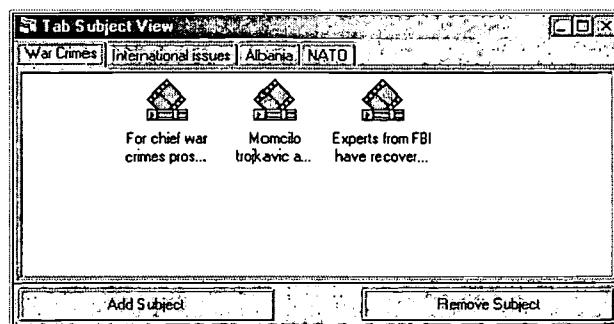 Tab Subject View
War Crimes International issues Albania NATO
For chief war crimes pros...
Momcilo trojkavic a...
Experts from FBI have recover...
Add Subject Remove Subject